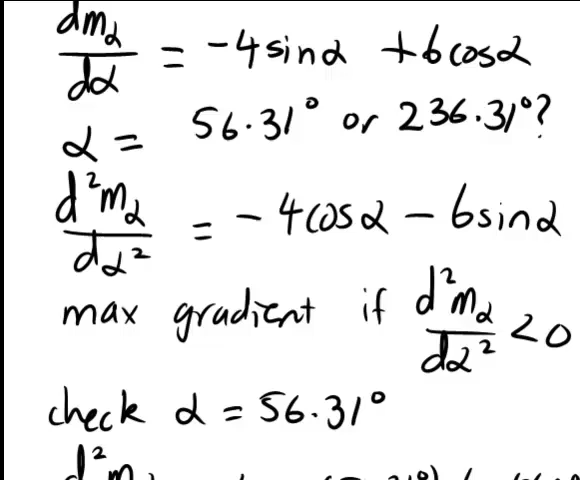 dm_α/dα = -4sinα +6cosα
α = 56.31° or 236.31°?
d²m_α/dα² = -4cosα - 6sinα
max gradient if d²m_α/dα² <0
check α = 56.31°
d²m